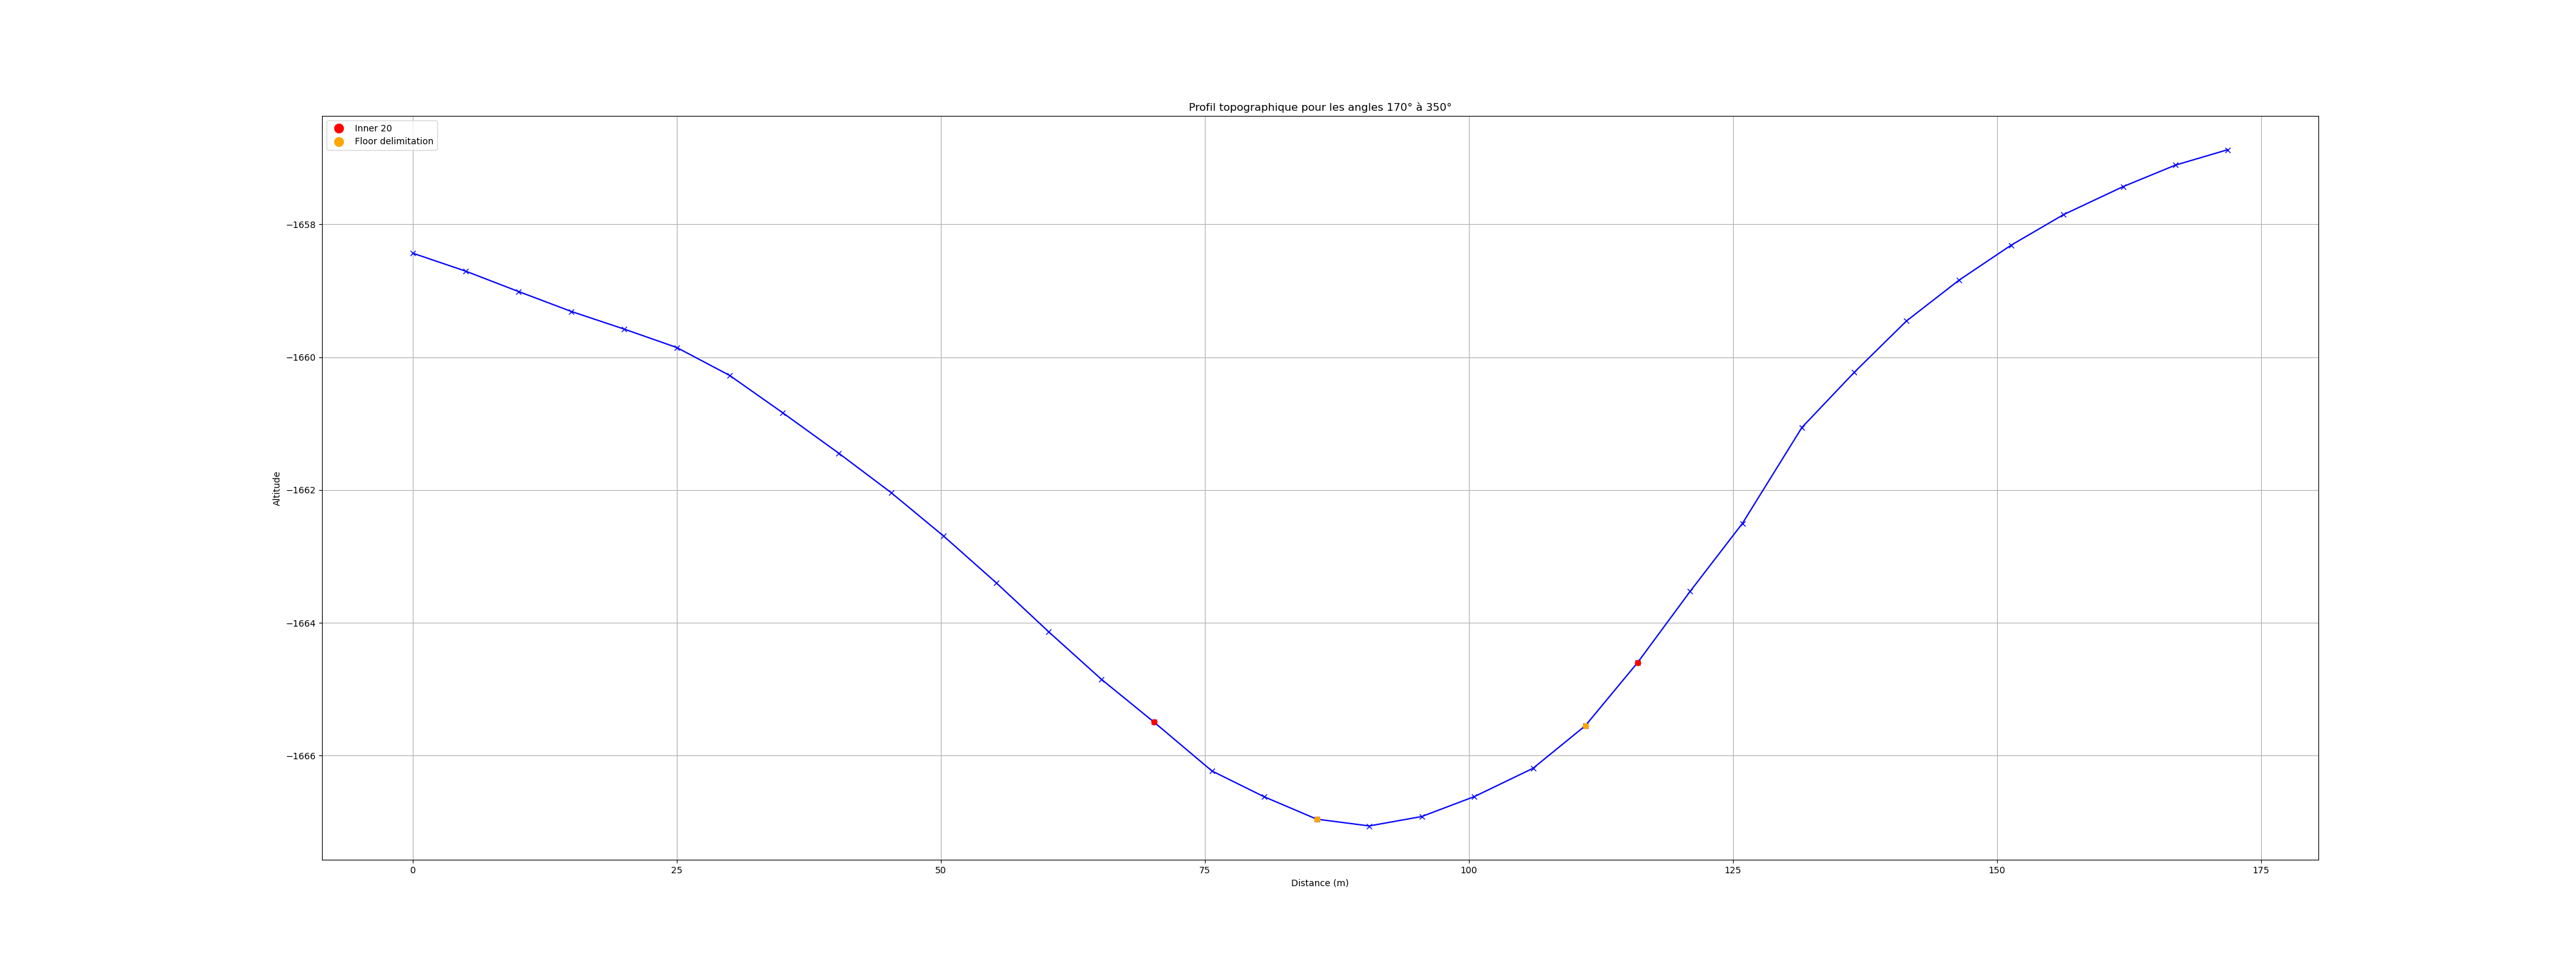 Profil topographique pour les angles 170° à 350°
Inner 20
Floor delimitation
−1658
−1660
−1662
−1664
−1666
Altitude
0 25 50 75 100 125 150 175
Distance (m)